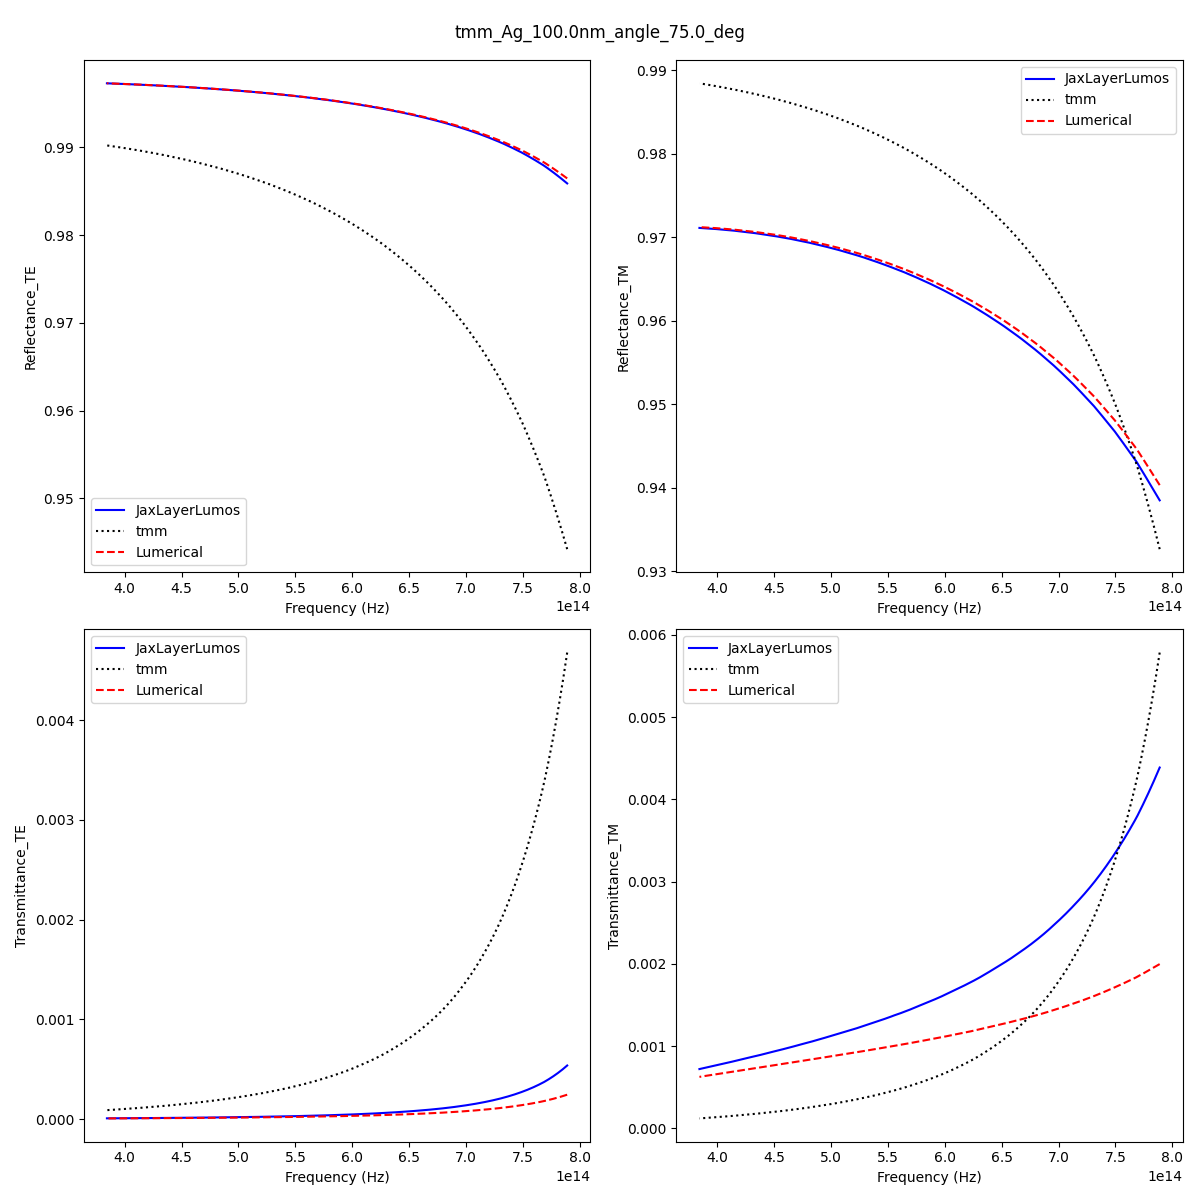 tmm_Ag_100.0nm_angle_75.0_deg
0.99
0.98
0.97
0.96
0.95
Reflectance_TE
JaxLayerLumos
tmm
Lumerical
4.0 4.5 5.0 5.5 6.0 6.5 7.0 7.5 8.0
1e14
Frequency (Hz)
0.99
0.98
0.97
0.96
0.95
0.94
0.93
Reflectance_TM
JaxLayerLumos
tmm
Lumerical
4.0 4.5 5.0 5.5 6.0 6.5 7.0 7.5 8.0
1e14
Frequency (Hz)
0.004
0.003
0.002
0.001
0.000
Transmittance_TE
JaxLayerLumos
tmm
Lumerical
4.0 4.5 5.0 5.5 6.0 6.5 7.0 7.5 8.0
1e14
Frequency (Hz)
0.006
0.005
0.004
0.003
0.002
0.001
0.000
Transmittance_TM
JaxLayerLumos
tmm
Lumerical
4.0 4.5 5.0 5.5 6.0 6.5 7.0 7.5 8.0
1e14
Frequency (Hz)